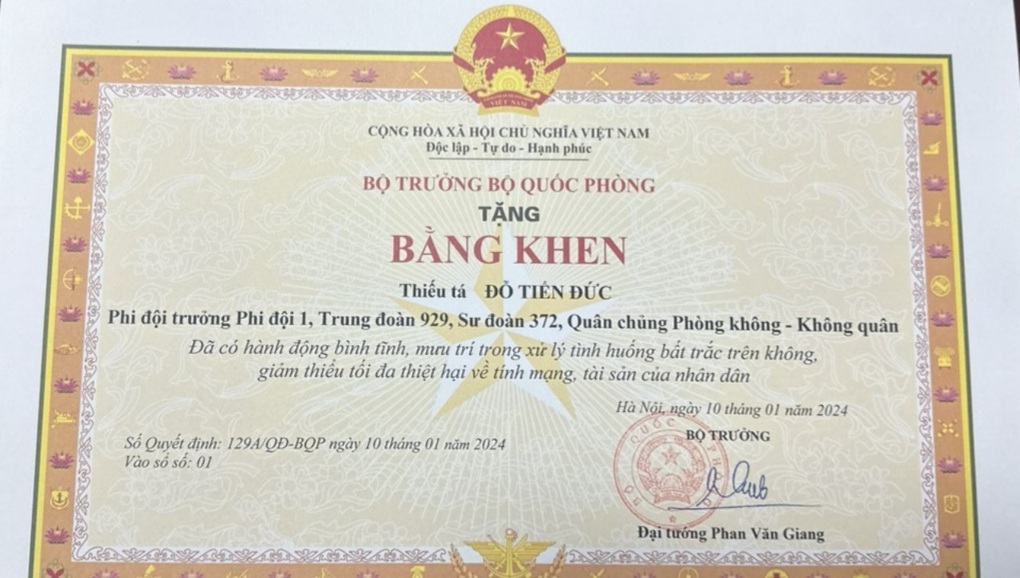 VIỆT NAM
CỘNG HÒA XÃ HỘI CHỦ NGHĨA VIỆT NAM
Độc lập - Tự do - Hạnh phúc
BỘ TRƯỞNG BỘ QUỐC PHÒNG
TẶNG
BẰNG KHEN
Thiếu tá ĐỖ TIẾN ĐỨC
Phi đội trưởng Phi đội 1, Trung đoàn 929, Sư đoàn 372, Quân chủng Phòng không - Không quân
Đã có hành động bình tĩnh, mưu trí trong xử lý tình huống bất trắc trên không,
giảm thiểu tối đa thiệt hại về tính mạng, tài sản của nhân dân
Hà Nội, ngày 10 tháng 01 năm 2024
BỘ TRƯỞNG
Số Quyết định: 129A/QĐ-BQP ngày 10 tháng 01 năm 2024
Vào sổ số: 01
Đại tướng Phan Văn Giang